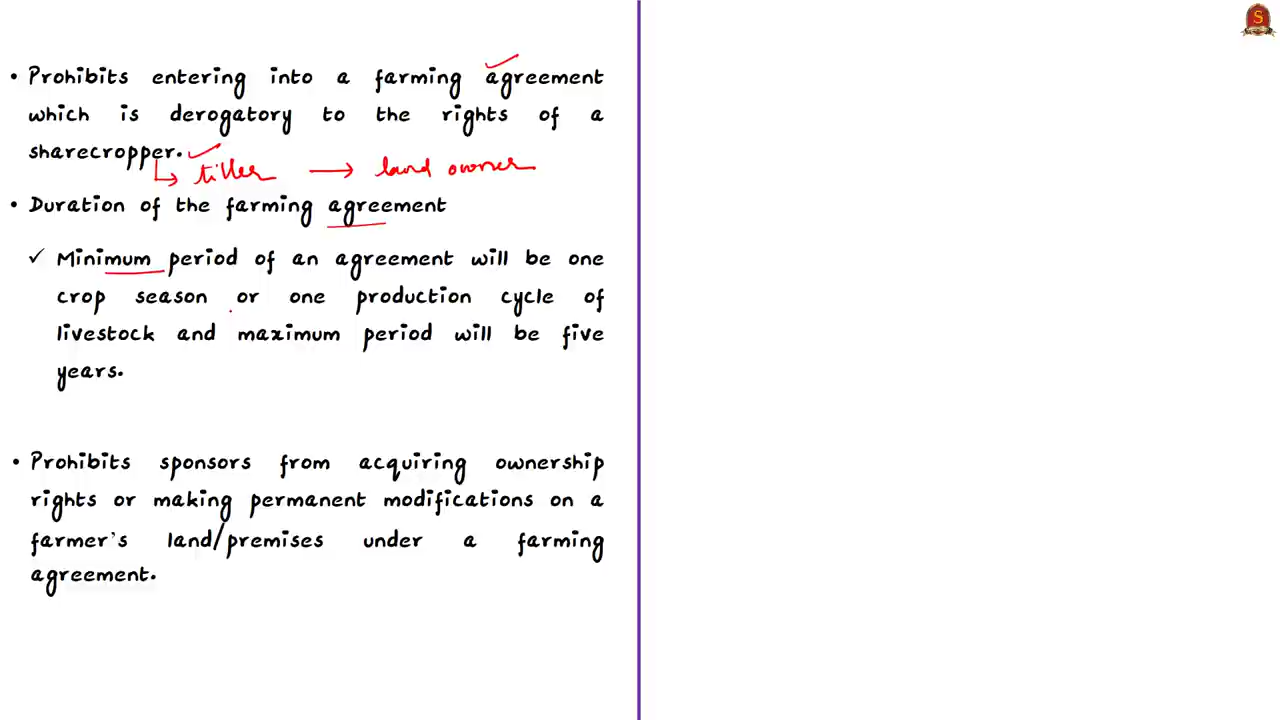 • Prohibits entering into a farming agreement
which is derogatory to the rights of a
sharecropper.
tiller → land owner
• Duration of the farming agreement
✓ Minimum period of an agreement will be one
crop season or one production cycle of
livestock and maximum period will be five
years.
• Prohibits sponsors from acquiring ownership
rights or making permanent modifications on a
farmer's land/premises under a farming
agreement.
S